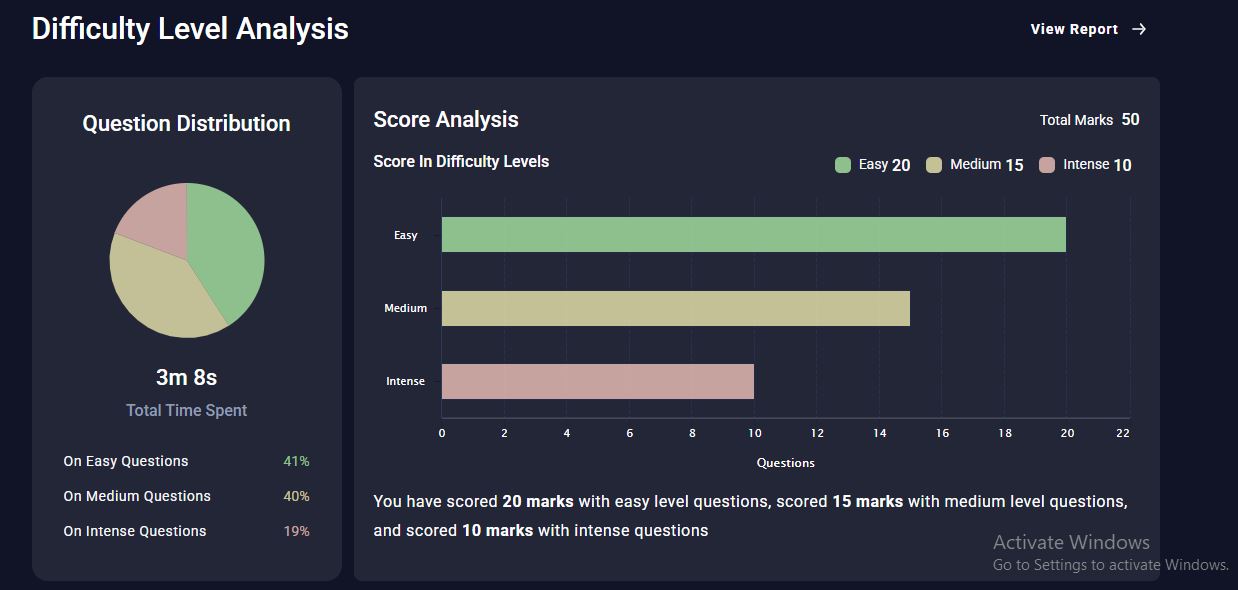 Difficulty Level Analysis
View Report →
Question Distribution
3m 8s
Total Time Spent
On Easy Questions 41%
On Medium Questions 40%
On Intense Questions 19%
Score Analysis
Total Marks 50
Score In Difficulty Levels
Easy 20 Medium 15 Intense 10
Easy
Medium
Intense
0 2 4 6 8 10 12 14 16 18 20 22
Questions
You have scored 20 marks with easy level questions, scored 15 marks with medium level questions,
and scored 10 marks with intense questions
Activate Windows
Go to Settings to activate Windows.